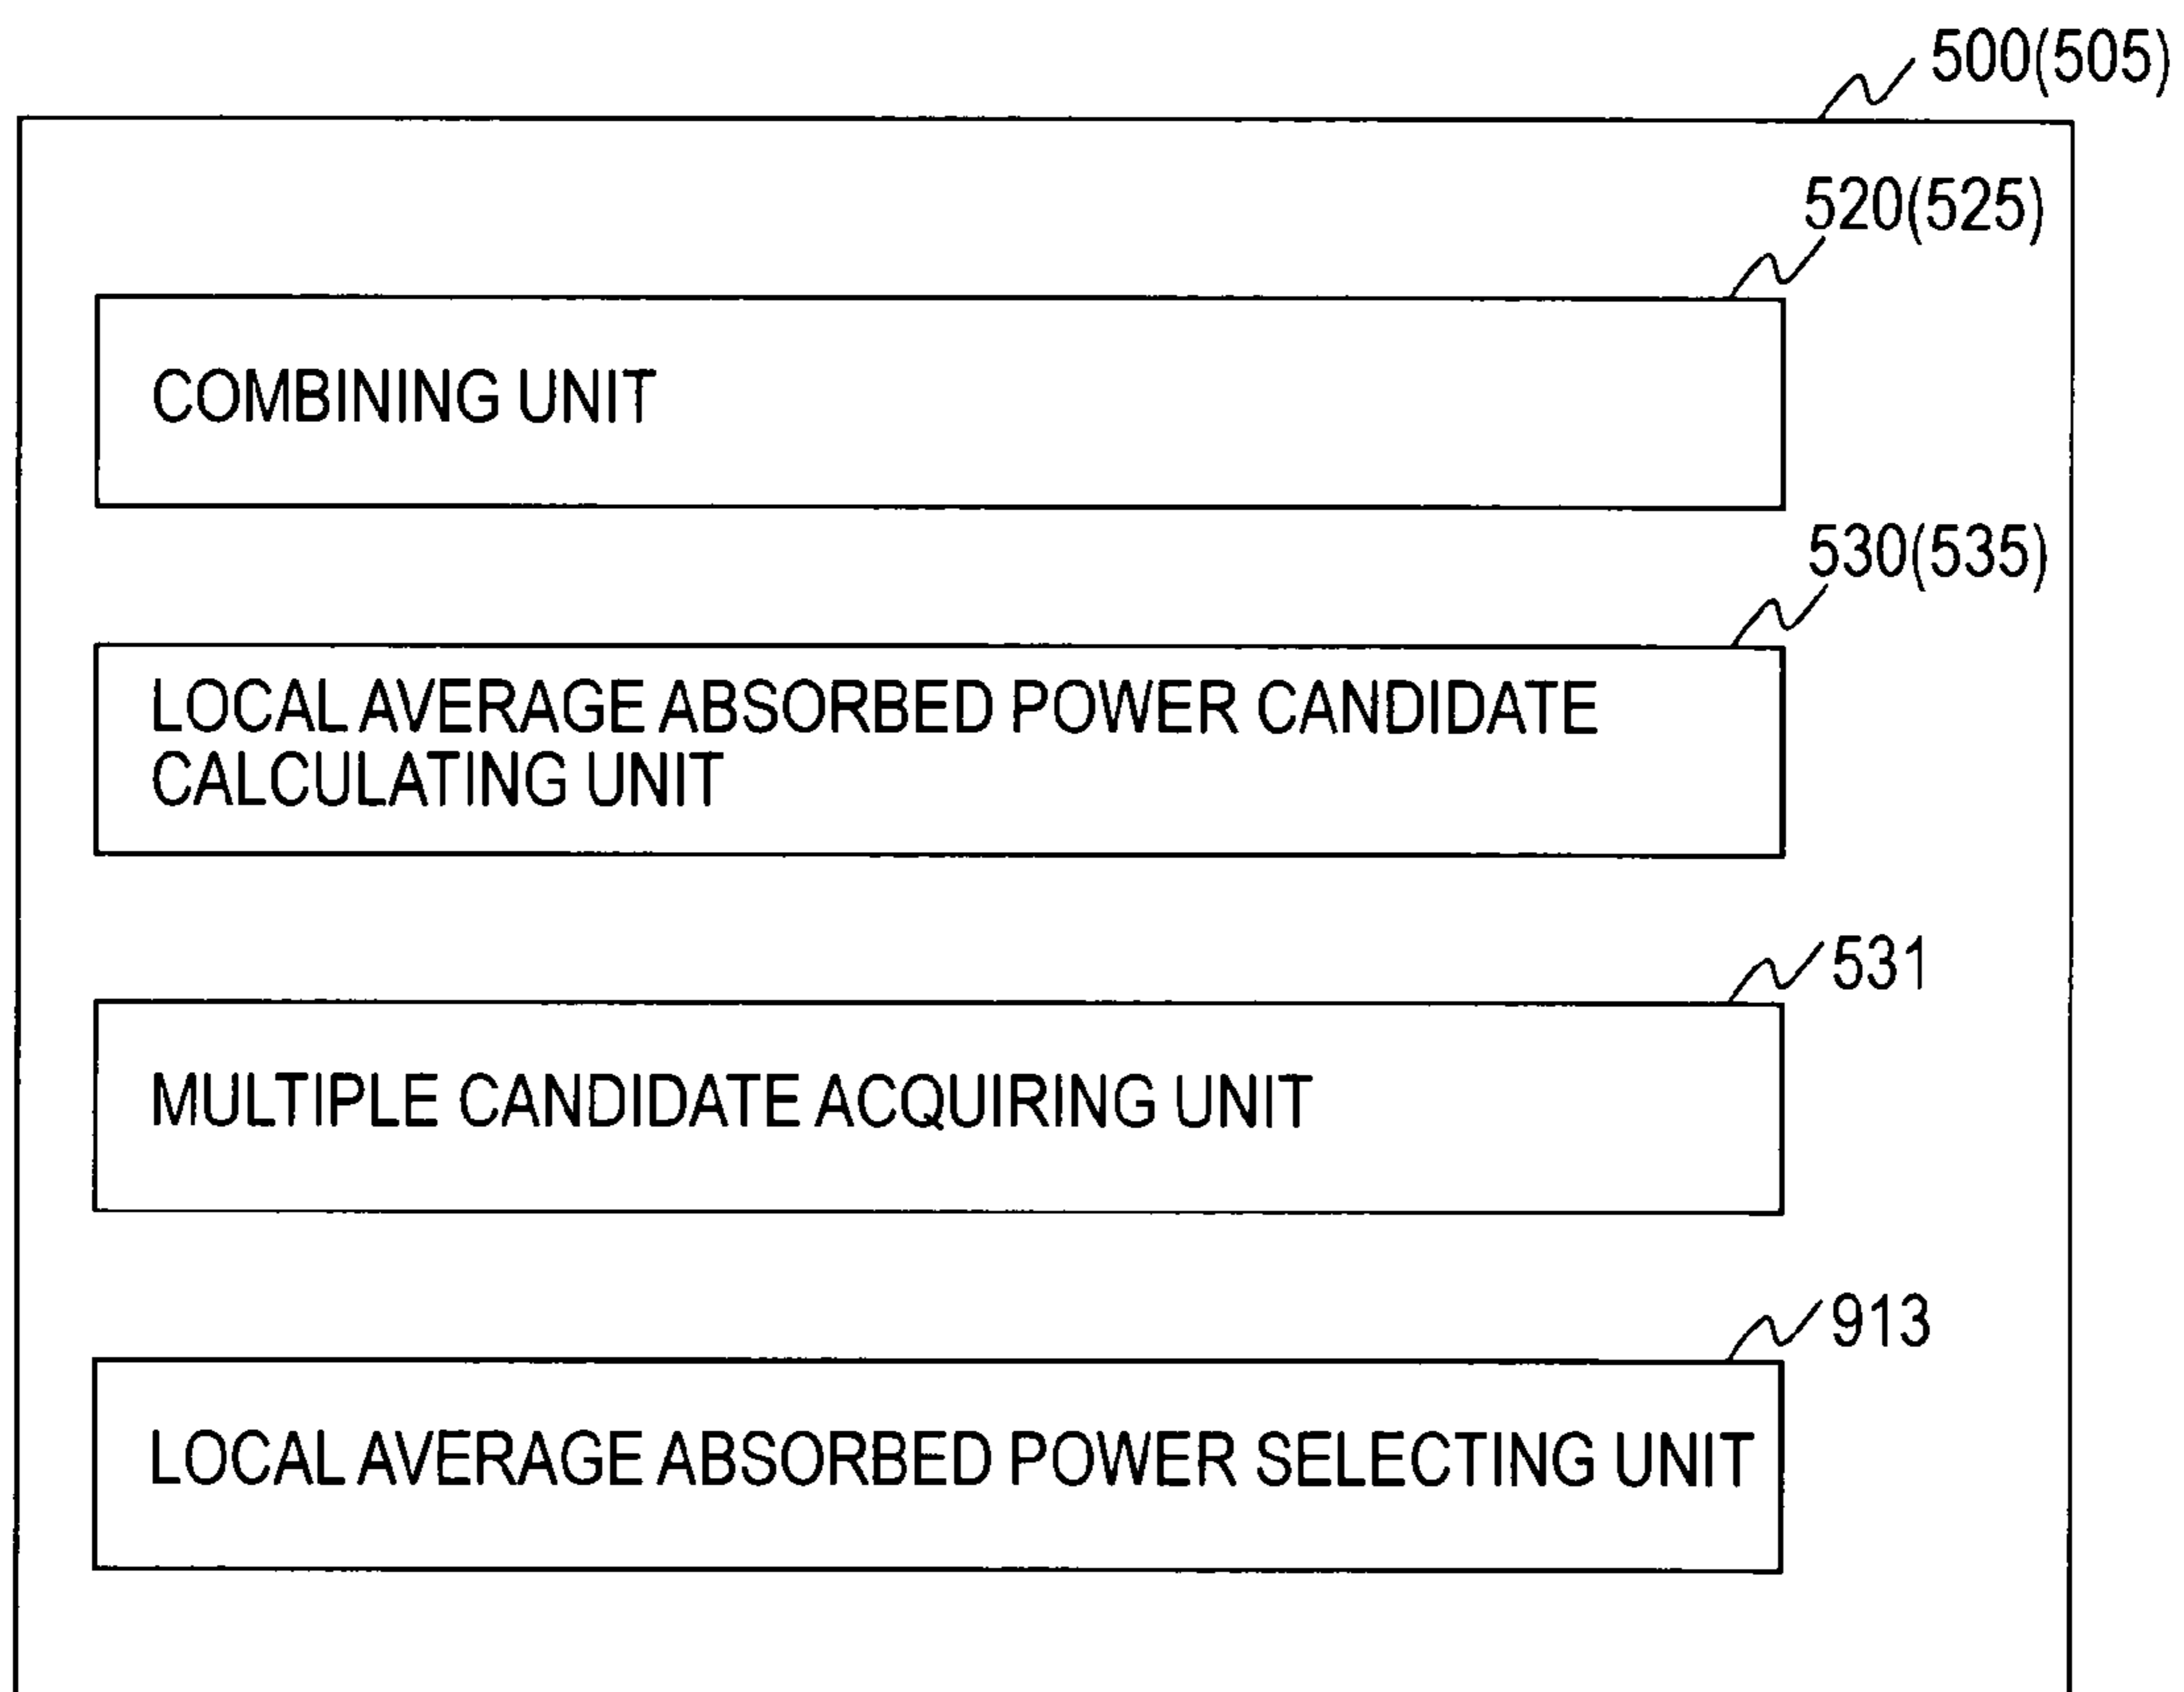 500(505)
520(525)
COMBINING UNIT
530(535)
LOCAL AVERAGE ABSORBED POWER CANDIDATE
CALCULATING UNIT
531
MULTIPLE CANDIDATE ACQUIRING UNIT
913
LOCAL AVERAGE ABSORBED POWER SELECTING UNIT